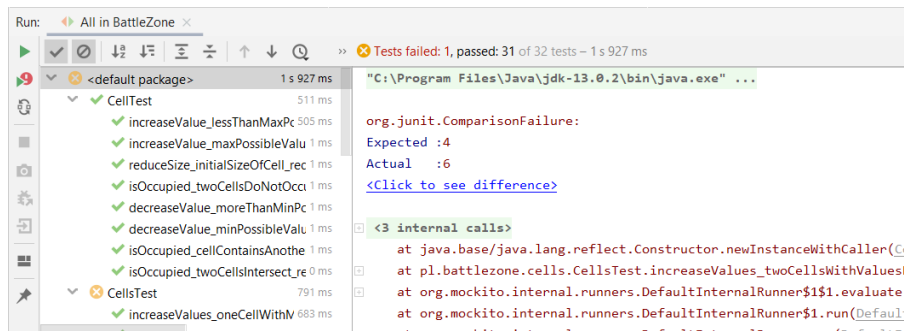 Run: All in BattleZone ×
» Tests failed: 1, passed: 31 of 32 tests – 1 s 927 ms
<default package> 1 s 927 ms
CellTest 511 ms
increaseValue_lessThanMaxPc 505 ms
increaseValue_maxPossibleValu 1 ms
reduceSize_initialSizeOfCell_rec 1 ms
isOccupied_twoCellsDoNotOccu 1 ms
decreaseValue_moreThanMinPc 1 ms
decreaseValue_minPossibleValu 1 ms
isOccupied_cellContainsAnothe 1 ms
isOccupied_twoCellsIntersect_re 0 ms
CellsTest 791 ms
increaseValues_oneCellWithM 683 ms
"C:\Program Files\Java\jdk-13.0.2\bin\java.exe" ...
org.junit.ComparisonFailure:
Expected :4
Actual :6
<Click to see difference>
<3 internal calls>
at java.base/java.lang.reflect.Constructor.newInstanceWithCaller(Co
at pl.battlezone.cells.CellsTest.increaseValues_twoCellsWithValues
at org.mockito.internal.runners.DefaultInternalRunner$1$1.evaluate
at org.mockito.internal.runners.DefaultInternalRunner$1.run(Default